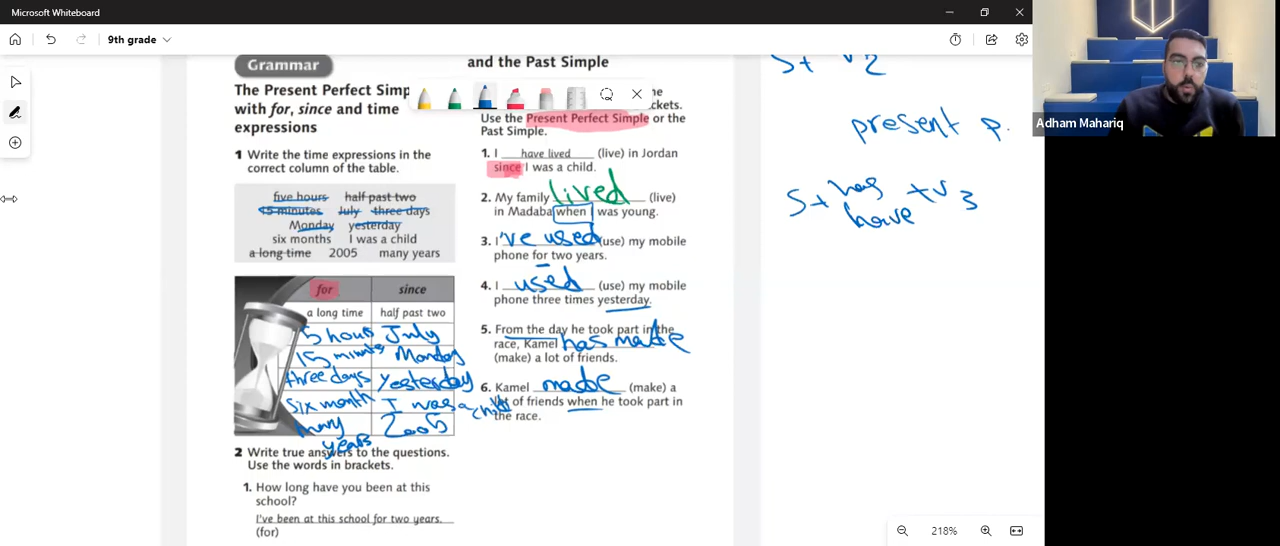 Microsoft Whiteboard
9th grade
Grammar
The Present Perfect Simp
with for, since and time
expressions
1 Write the time expressions in the
correct column of the table.
five hours half past two
15 minutes July three days
Monday yesterday
six months I was a child
a long time 2005 many years
for since
a long time half past two
5 hours July
15 minutes Monday
three days yesterday
six month I was a child
many years 2005
2 Write true answers to the questions.
Use the words in brackets.
1. How long have you been at this
school?
I've been at this school for two years.
(for)
and the Past Simple
ne
ckets.
Use the Present Perfect Simple or the
Past Simple.
1. I have lived (live) in Jordan
since I was a child.
2. My family lived (live)
in Madaba when I was young.
3. I've used (use) my mobile
phone for two years.
4. I used (use) my mobile
phone three times yesterday.
5. From the day he took part in the
race, Kamel has made
(make) a lot of friends.
6. Kamel made (make) a
lot of friends when he took part in
the race.
S+ v2
present p.
S+ has +v3
have
Adham Mahariq
218%